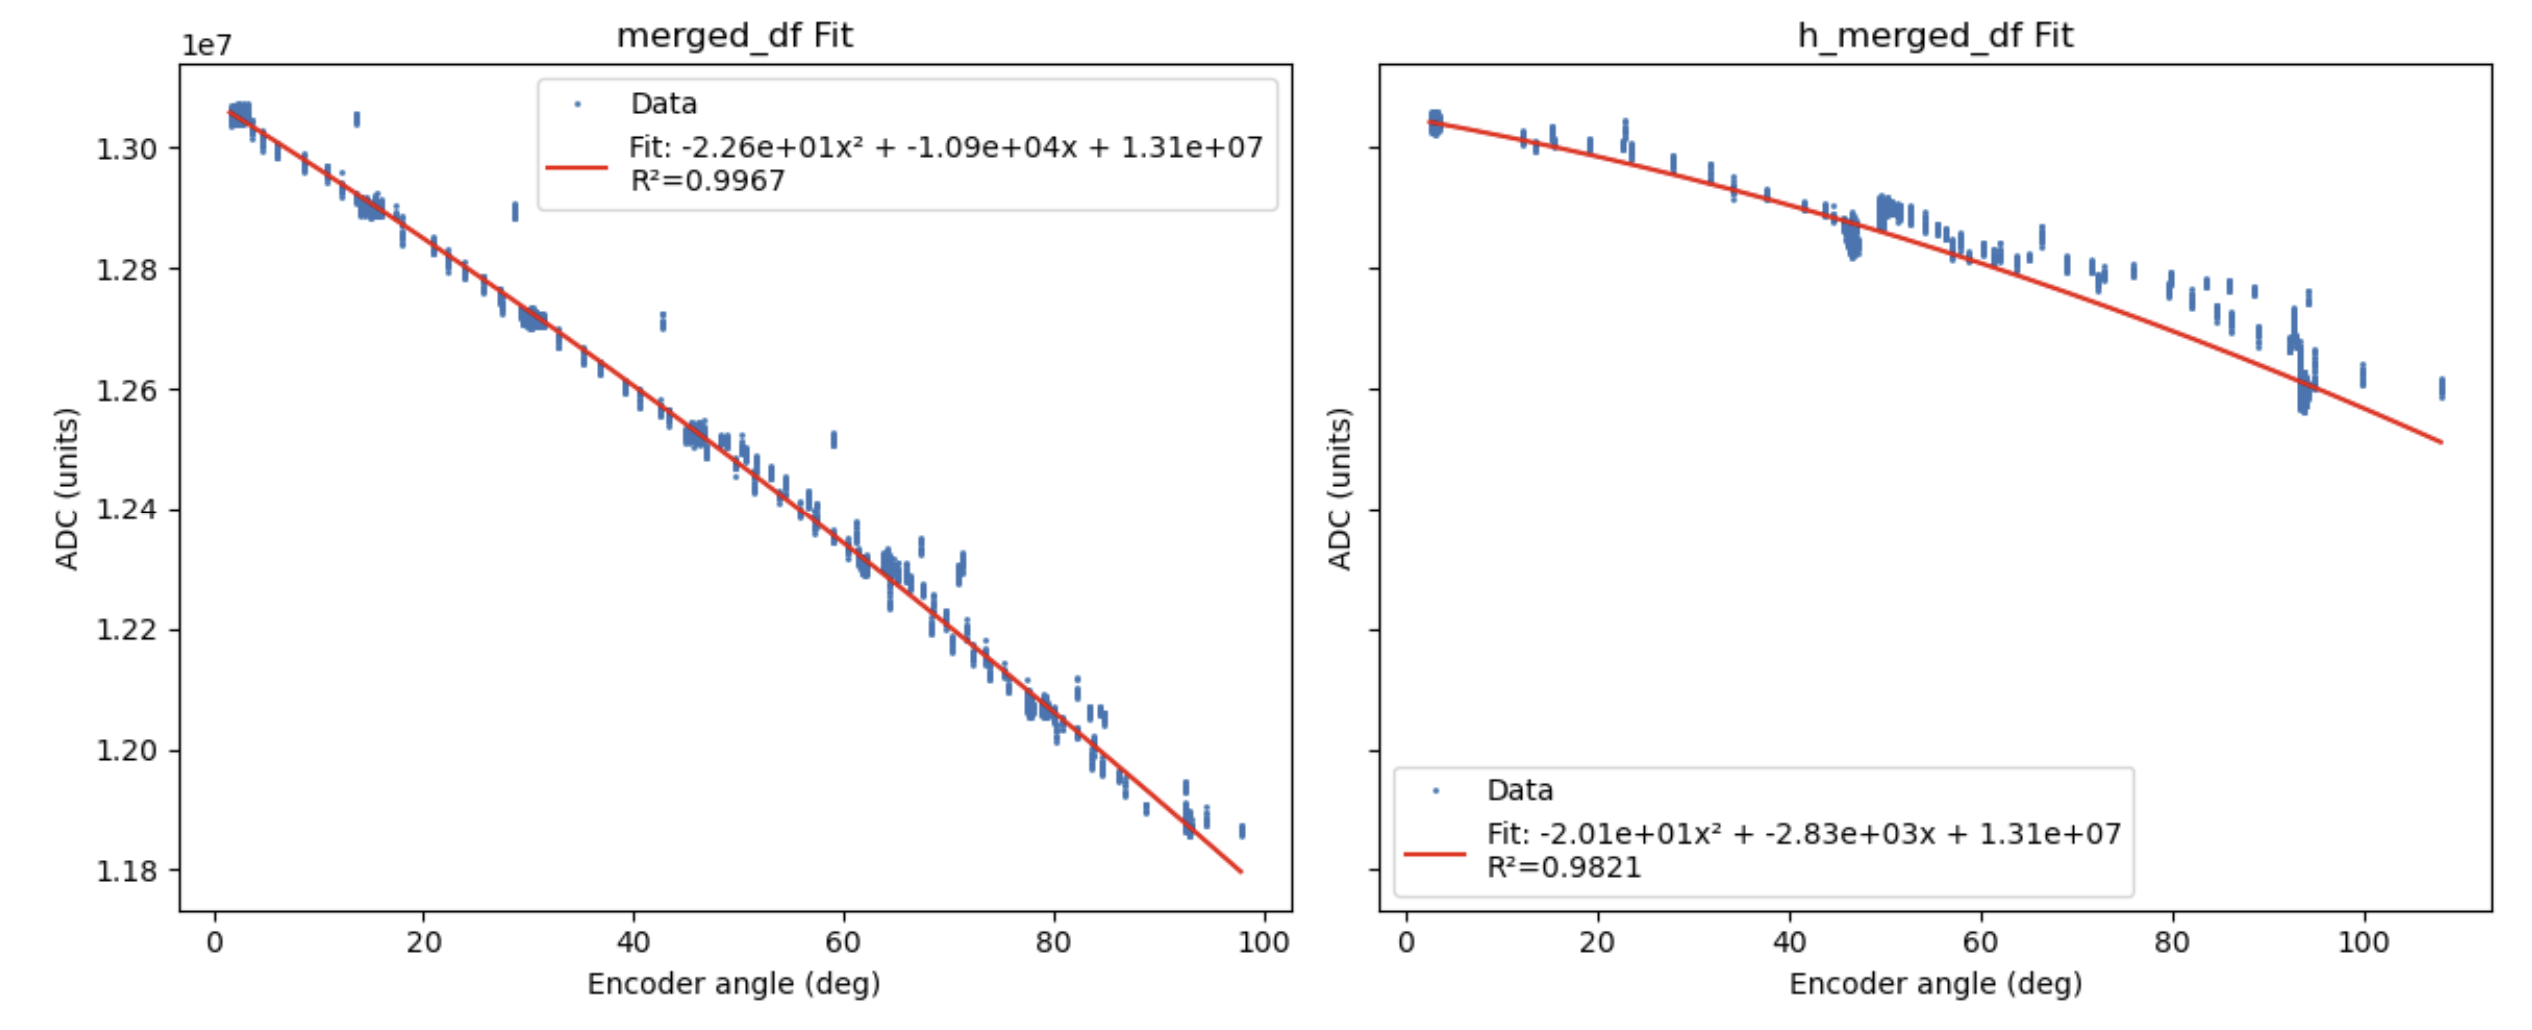 merged_df Fit
1e7
Data
Fit: -2.26e+01x² + -1.09e+04x + 1.31e+07
R²=0.9967
1.30
1.28
1.26
1.24
1.22
1.20
1.18
ADC (units)
0 20 40 60 80 100
Encoder angle (deg)
h_merged_df Fit
ADC (units)
Data
Fit: -2.01e+01x² + -2.83e+03x + 1.31e+07
R²=0.9821
0 20 40 60 80 100
Encoder angle (deg)